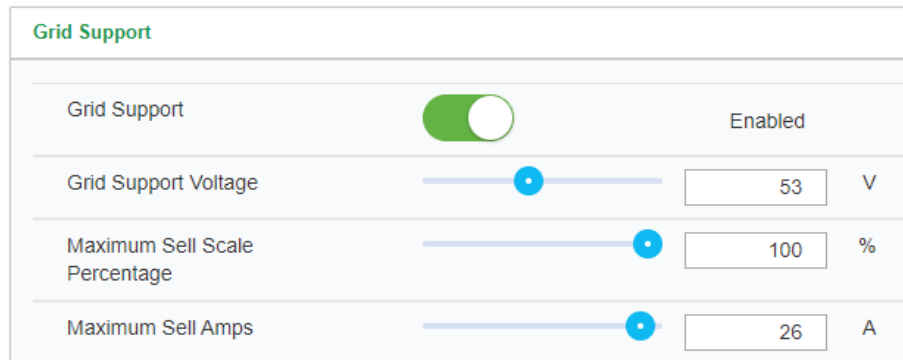 Grid Support
Grid Support
Enabled
Grid Support Voltage
53
V
Maximum Sell Scale
Percentage
100
%
Maximum Sell Amps
26
A